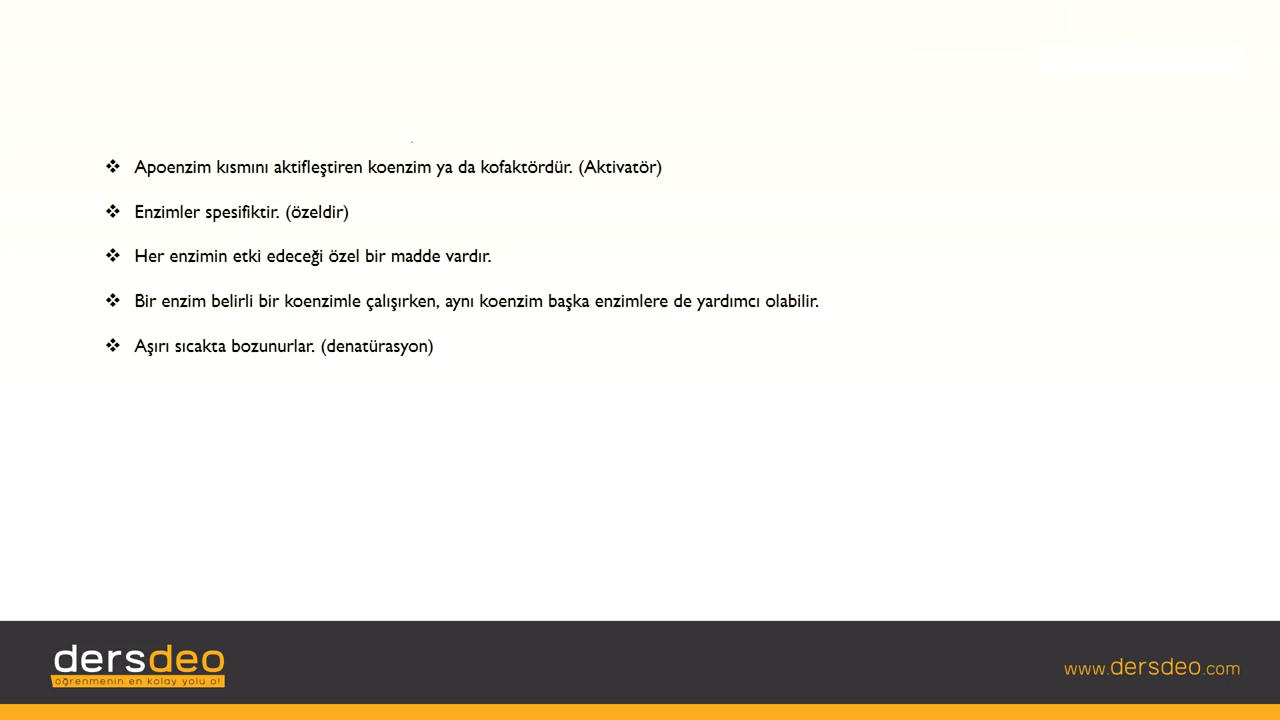 ❖ Apoenzim kısmını aktifleştiren koenzim ya da kofaktördür. (Aktivatör)
❖ Enzimler spesifiktir. (özeldir)
❖ Her enzimin etki edeceği özel bir madde vardır.
❖ Bir enzim belirli bir koenzimle çalışırken, aynı koenzim başka enzimlere de yardımcı olabilir.
❖ Aşırı sıcakta bozunurlar. (denatürasyon)
dersdeo
öğrenmenin en kolay yolu o!
www.dersdeo.com